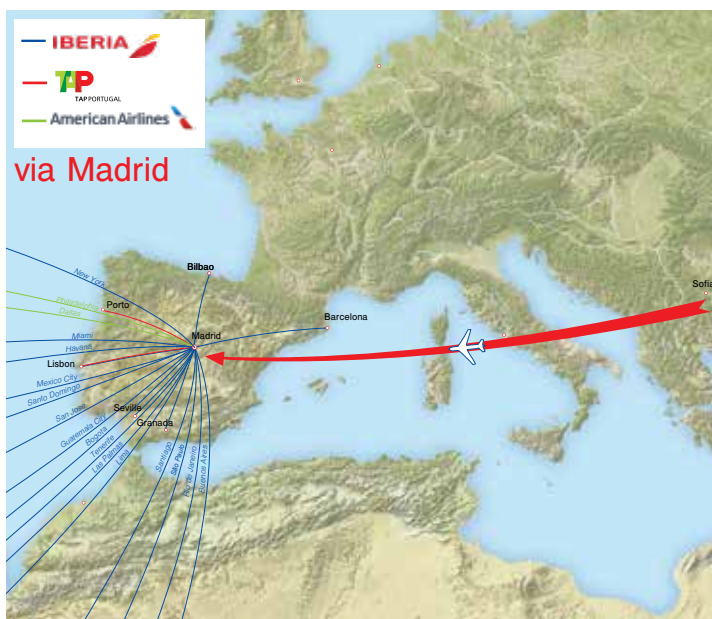 IBERIA
TAP
TAP PORTUGAL
American Airlines
via Madrid
Sofia
Bilbao
New York
Philadelphia
Porto
Dallas
Barcelona
Miami
Madrid
Havana
Lisbon
Mexico City
Santo Domingo
San José
Seville
Granada
Guatemala City
Bogota
Tenerife
Las Palmas
Lima
Santiago
São Paulo
Rio de Janeiro
Buenos Aires